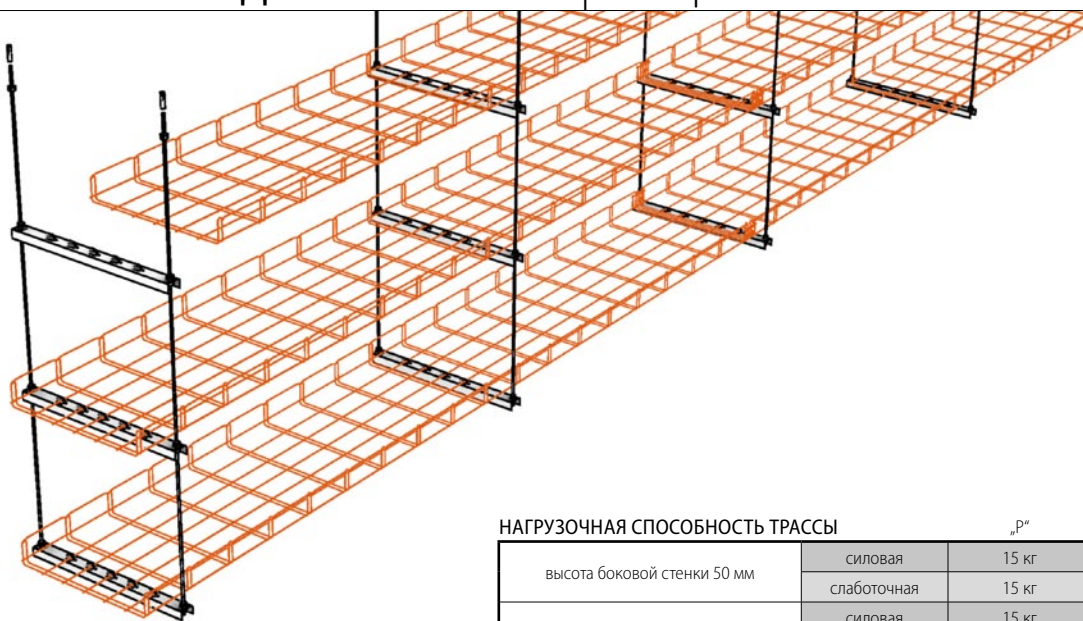 НАГРУЗОЧНАЯ СПОСОБНОСТЬ ТРАССЫ „P“
высота боковой стенки 50 мм силовая 15 кг
слаботочная 15 кг
силовая 15 кг